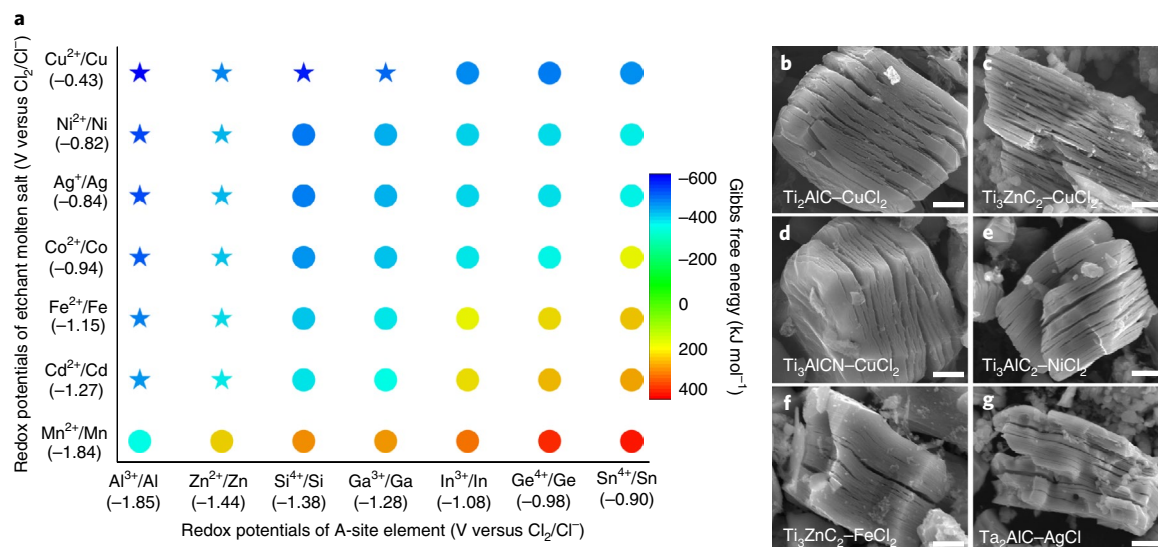 a
Redox potentials of etchant molten salt (V versus Cl₂/Cl⁻)
Cu²⁺/Cu
(−0.43)
Ni²⁺/Ni
(−0.82)
Ag⁺/Ag
(−0.84)
Co²⁺/Co
(−0.94)
Fe²⁺/Fe
(−1.15)
Cd²⁺/Cd
(−1.27)
Mn²⁺/Mn
(−1.84)
Al³⁺/Al Zn²⁺/Zn Si⁴⁺/Si Ga³⁺/Ga In³⁺/In Ge⁴⁺/Ge Sn⁴⁺/Sn
(−1.85) (−1.44) (−1.38) (−1.28) (−1.08) (−0.98) (−0.90)
Redox potentials of A-site element (V versus Cl₂/Cl⁻)
−600
−400
−200
0
200
400
Gibbs free energy (kJ mol⁻¹)
b
Ti₂AlC–CuCl₂
c
Ti₃ZnC₂–CuCl₂
d
Ti₃AlCN–CuCl₂
e
Ti₃AlC₂–NiCl₂
f
Ti₃ZnC₂–FeCl₂
g
Ta₂AlC–AgCl